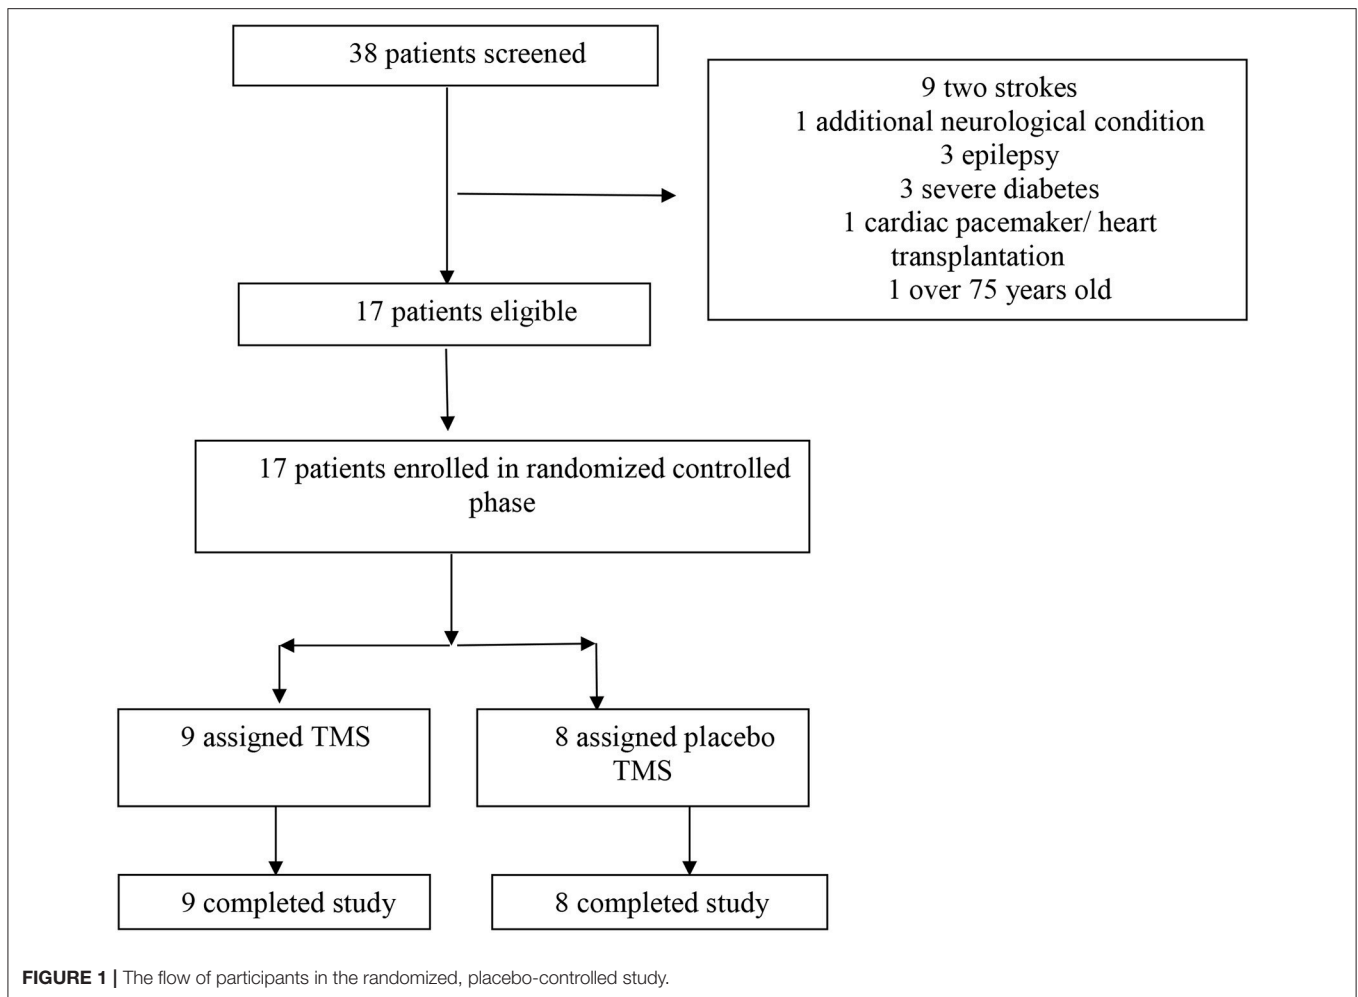 38 patients screened
9 two strokes
1 additional neurological condition
3 epilepsy
3 severe diabetes
1 cardiac pacemaker/ heart
transplantation
1 over 75 years old
17 patients eligible
17 patients enrolled in randomized controlled
phase
9 assigned TMS
8 assigned placebo
TMS
9 completed study
8 completed study
FIGURE 1 | The flow of participants in the randomized, placebo-controlled study.